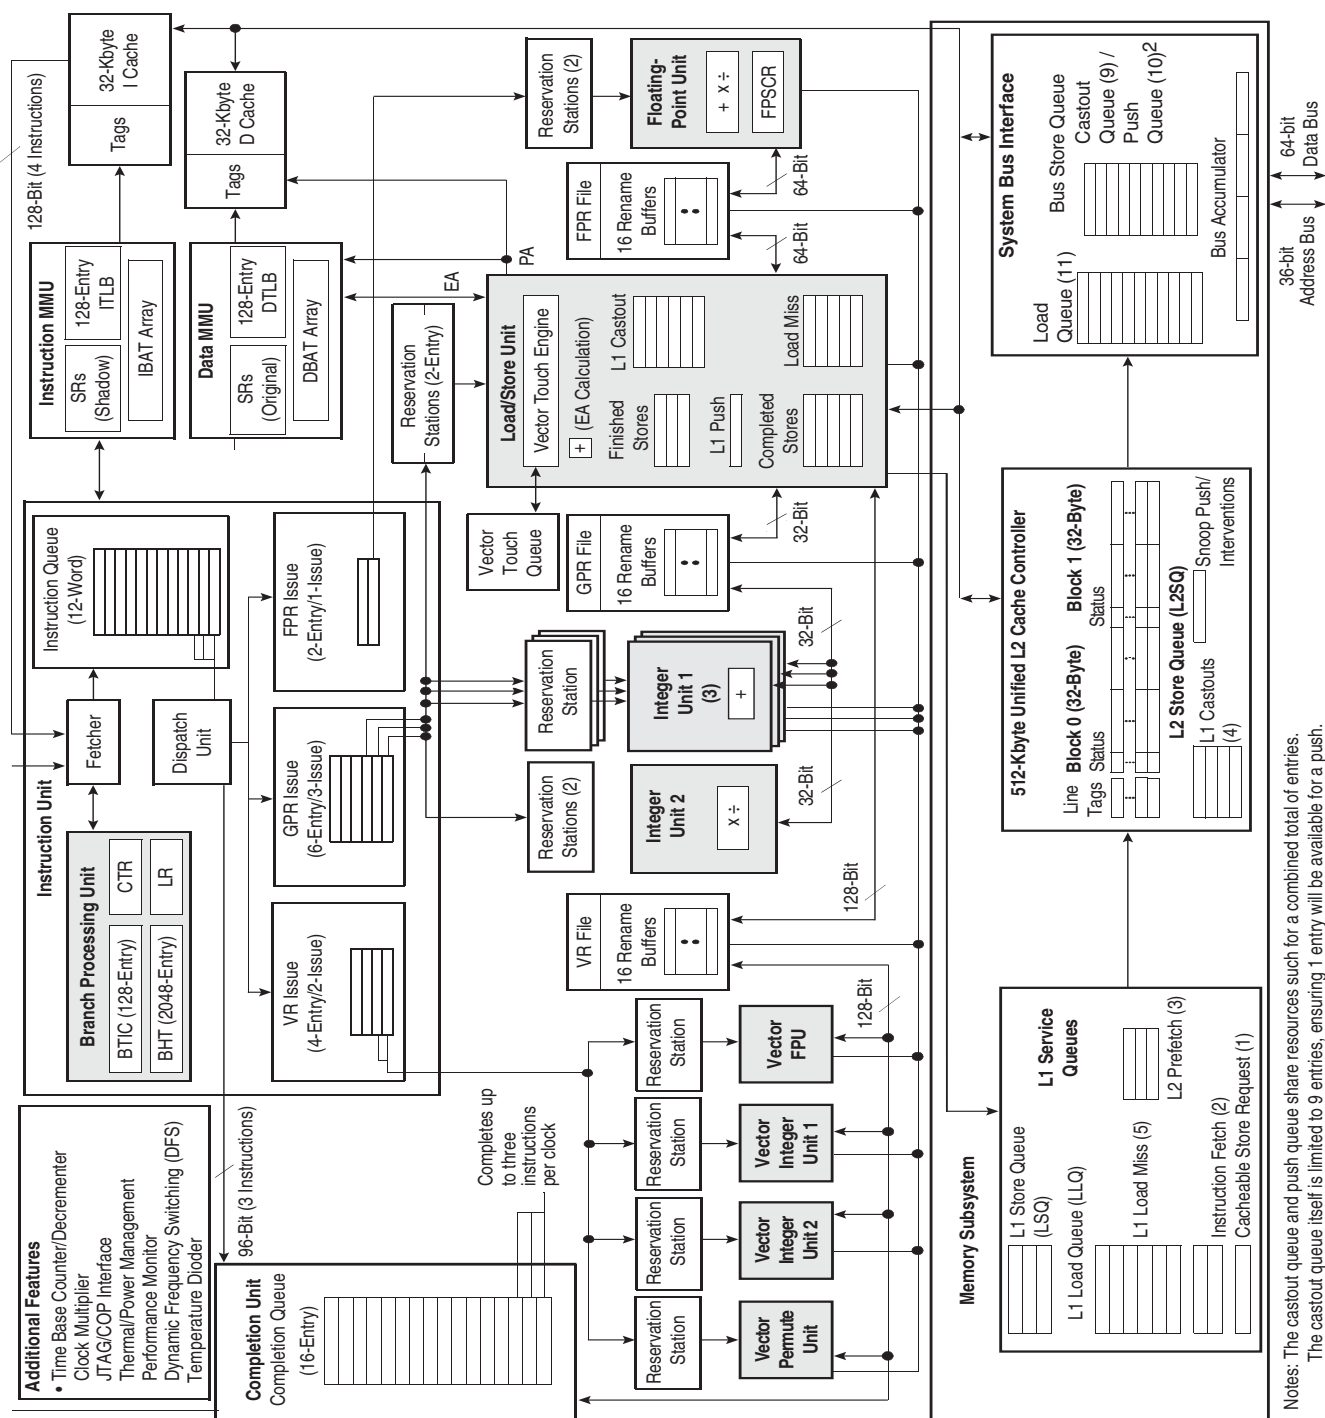 Additional Features
• Time Base Counter/Decrementer
Clock Multiplier
JTAG/COP Interface
Thermal/Power Management
Performance Monitor
Dynamic Frequency Switching (DFS)
Temperature Dioder
96-Bit (3 Instructions)
Completion Unit
Completion Queue
(16-Entry)
Completes up
to three
instructions
per clock
Instruction Unit
Branch Processing Unit
BTIC (128-Entry)
CTR
BHT (2048-Entry)
LR
Fetcher
Dispatch
Unit
Instruction Queue
(12-Word)
VR Issue
(4-Entry/2-Issue)
GPR Issue
(6-Entry/3-Issue)
FPR Issue
(2-Entry/1-Issue)
Instruction MMU
SRs
(Shadow)
128-Entry
ITLB
IBAT Array
Data MMU
SRs
(Original)
128-Entry
DTLB
DBAT Array
128-Bit (4 Instructions)
Tags
32-Kbyte
I Cache
Tags
32-Kbyte
D Cache
EA
PA
Reservation
Station
Reservation
Station
Reservation
Station
Reservation
Station
Vector
Permute
Unit
Vector
Integer
Unit 2
Vector
Integer
Unit 1
Vector
FPU
VR File
16 Rename
Buffers
128-Bit
128-Bit
Reservation
Stations (2)
Integer
Unit 2
x ÷
32-Bit
Reservation
Station
Integer
Unit 1
(3)
+
32-Bit
GPR File
16 Rename
Buffers
32-Bit
Vector
Touch
Queue
Reservation
Stations (2-Entry)
Load/Store Unit
Vector Touch Engine
+ (EA Calculation)
Finished
Stores
L1 Castout
L1 Push
Completed
Stores
Load Miss
FPR File
16 Rename
Buffers
64-Bit
64-Bit
Reservation
Stations (2)
Floating-
Point Unit
+ x ÷
FPSCR
Memory Subsystem
L1 Service
Queues
L1 Store Queue
(LSQ)
L1 Load Queue (LLQ)
L1 Load Miss (5)
L2 Prefetch (3)
Instruction Fetch (2)
Cacheable Store Request (1)
512-Kbyte Unified L2 Cache Controller
Line
Tags
Block 0 (32-Byte)
Status
Block 1 (32-Byte)
Status
L2 Store Queue (L2SQ)
L1 Castouts
(4)
Snoop Push/
Interventions
System Bus Interface
Load
Queue (11)
Bus Store Queue
Castout
Queue (9) /
Push
Queue (10)2
Bus Accumulator
36-bit
Address Bus
64-bit
Data Bus
Notes: The castout queue and push queue share resources such for a combined total of entries.
The castout queue itself is limited to 9 entries, ensuring 1 entry will be available for a push.